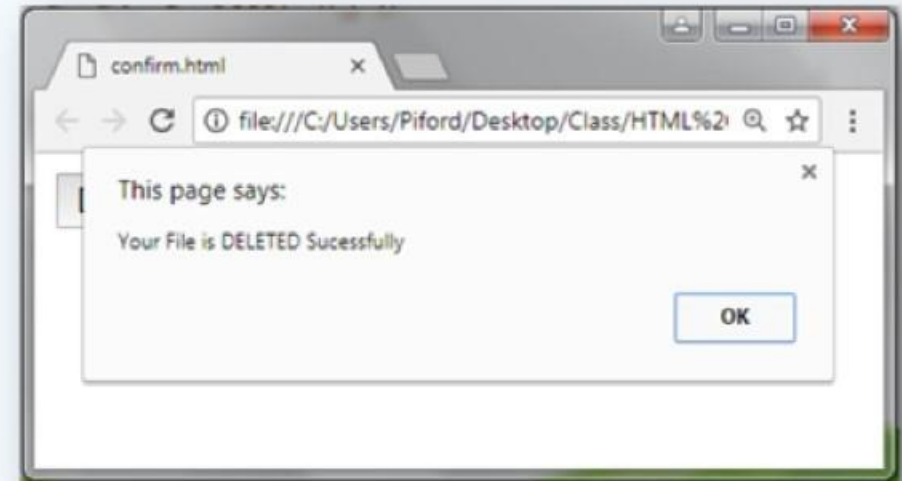 confirm.html
file:///C:/Users/Piford/Desktop/Class/HTML%2
This page says:
Your File is DELETED Sucessfully
OK